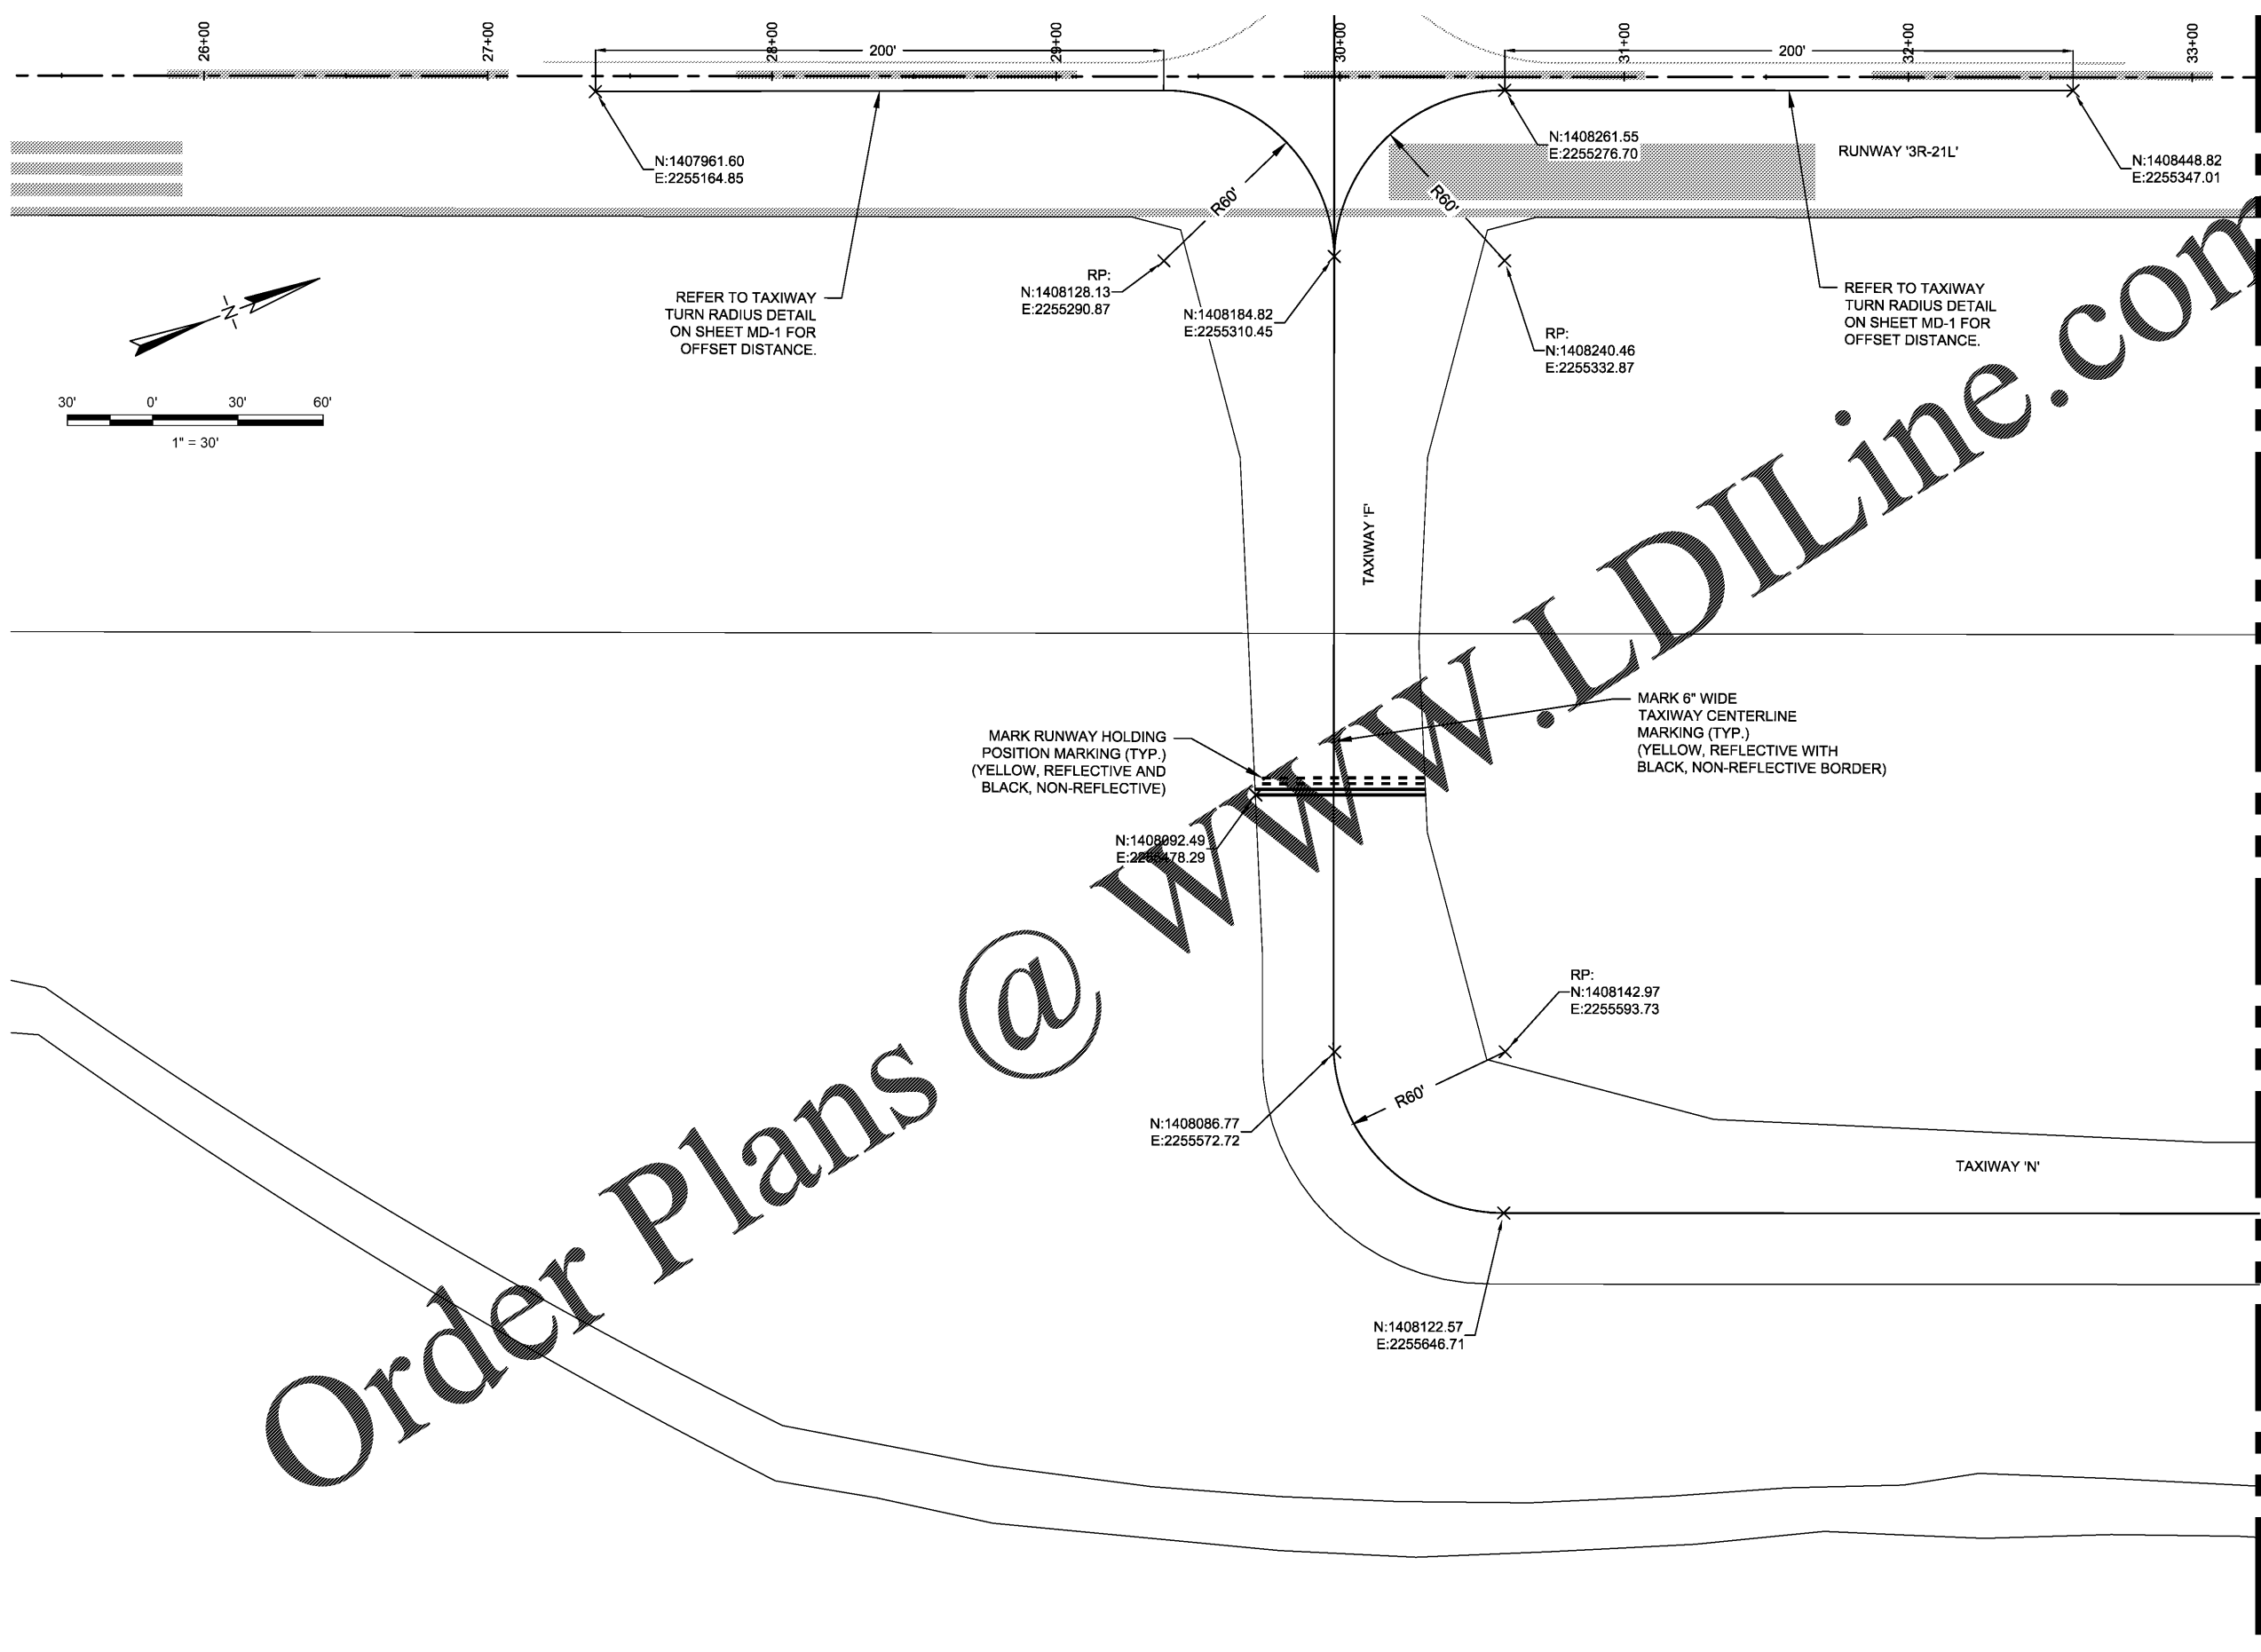 26+00
27+00
28+00
29+00
30+00
31+00
32+00
33+00
200'
200'
N:1407961.60
E:2255164.85
N:1408261.55
E:2255276.70
RUNWAY '3R-21L'
N:1408448.82
E:2255347.01
R60'
R60'
RP:
N:1408128.13
E:2255290.87
N:1408184.82
E:2255310.45
RP:
N:1408240.46
E:2255332.87
REFER TO TAXIWAY
TURN RADIUS DETAIL
ON SHEET MD-1 FOR
OFFSET DISTANCE.
REFER TO TAXIWAY
TURN RADIUS DETAIL
ON SHEET MD-1 FOR
OFFSET DISTANCE.
N
30' 0' 30' 60'
1" = 30'
TAXIWAY 'F'
MARK RUNWAY HOLDING
POSITION MARKING (TYP.)
(YELLOW, REFLECTIVE AND
BLACK, NON-REFLECTIVE)
MARK 6" WIDE
TAXIWAY CENTERLINE
MARKING (TYP.)
(YELLOW, REFLECTIVE WITH
BLACK, NON-REFLECTIVE BORDER)
N:1408092.49
E:2255478.29
RP:
N:1408142.97
E:2255593.73
R60'
N:1408086.77
E:2255572.72
TAXIWAY 'N'
N:1408122.57
E:2255646.71
Order Plans @ www.LDILine.com